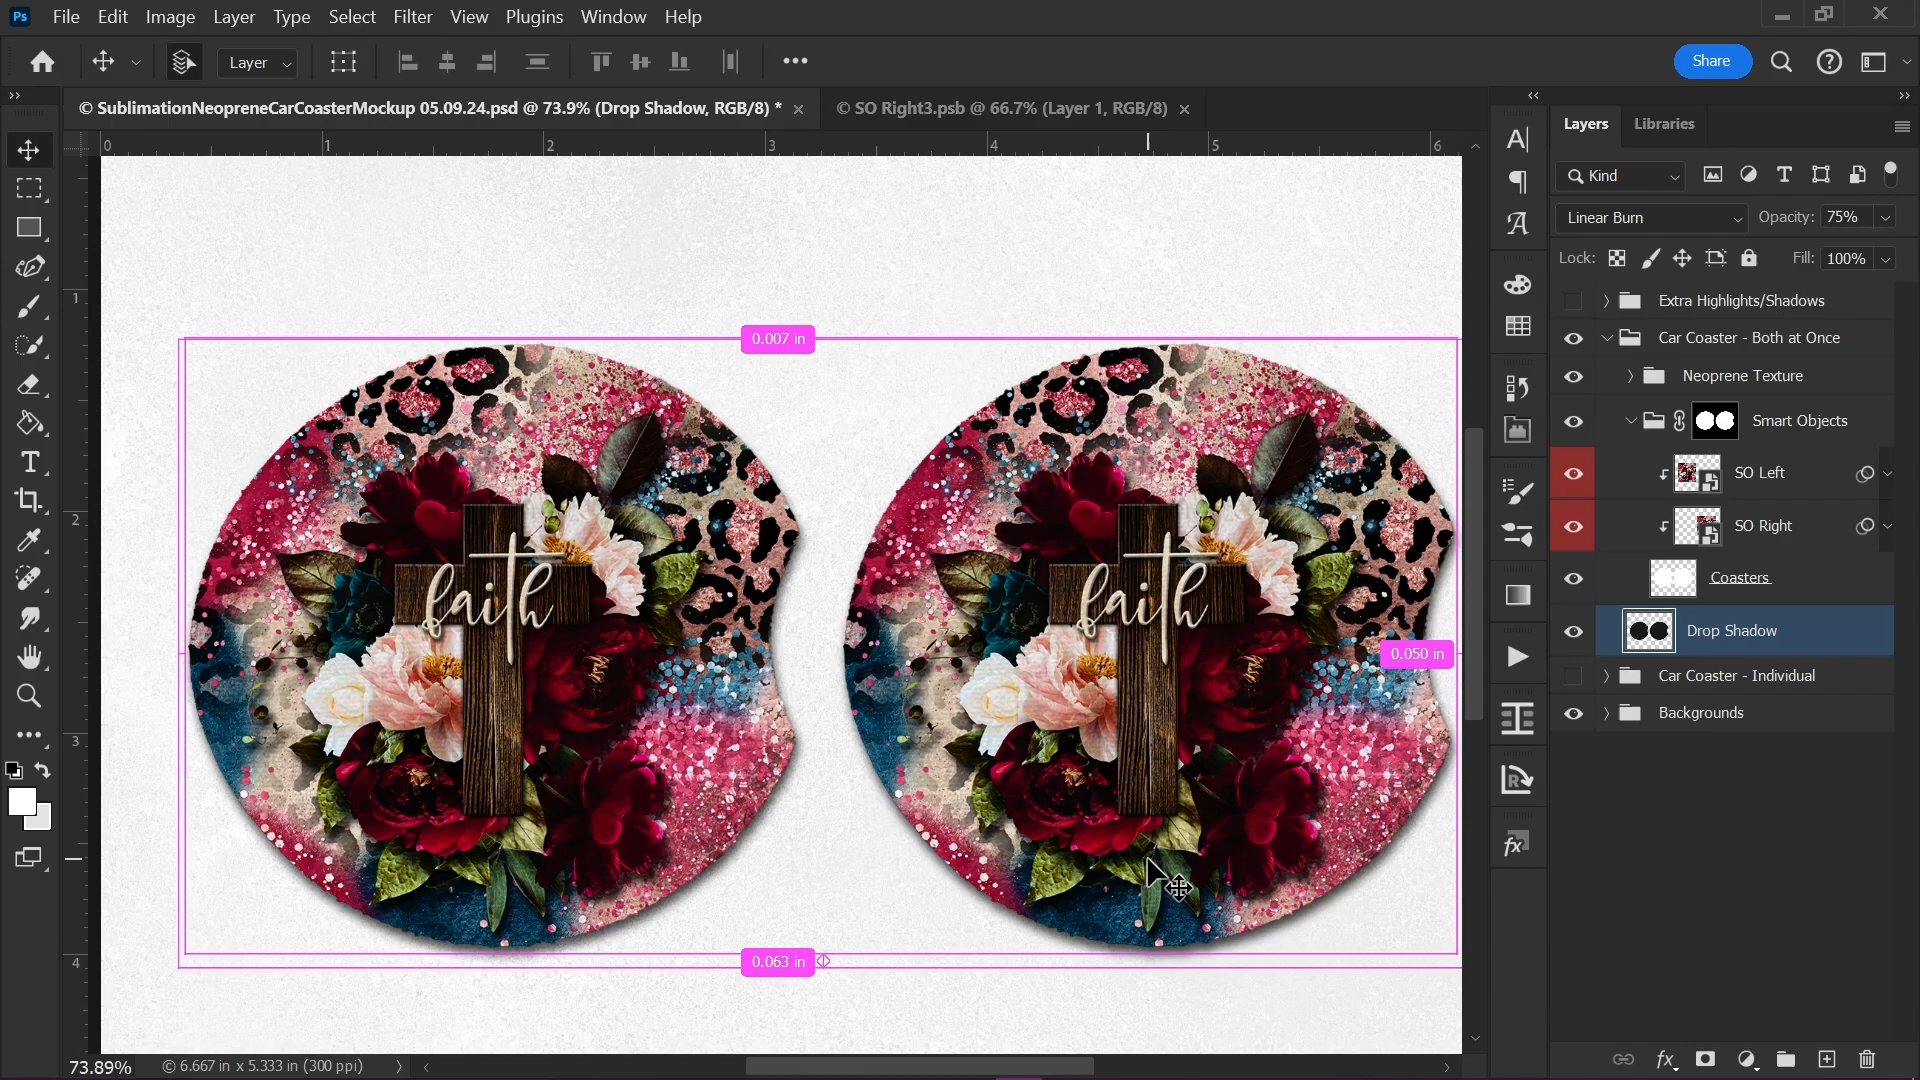 Ps File Edit Image Layer Type Select Filter View Plugins Window Help
Layer
Share
© SublimationNeopreneCarCoasterMockup 05.09.24.psd @ 73.9% (Drop Shadow, RGB/8) *
© SO Right3.psb @ 66.7% (Layer 1, RGB/8)
Layers Libraries
0 1 2 3 4 5 6
Kind
Linear Burn Opacity: 75%
Lock: Fill: 100%
Extra Highlights/Shadows
Car Coaster - Both at Once
Neoprene Texture
Smart Objects
SO Left
SO Right
Coasters
Drop Shadow
Car Coaster - Individual
Backgrounds
1
2
3
4
0.007 in
faith
faith
0.050 in
0.063 in
73.89% © 6.667 in x 5.333 in (300 ppi)